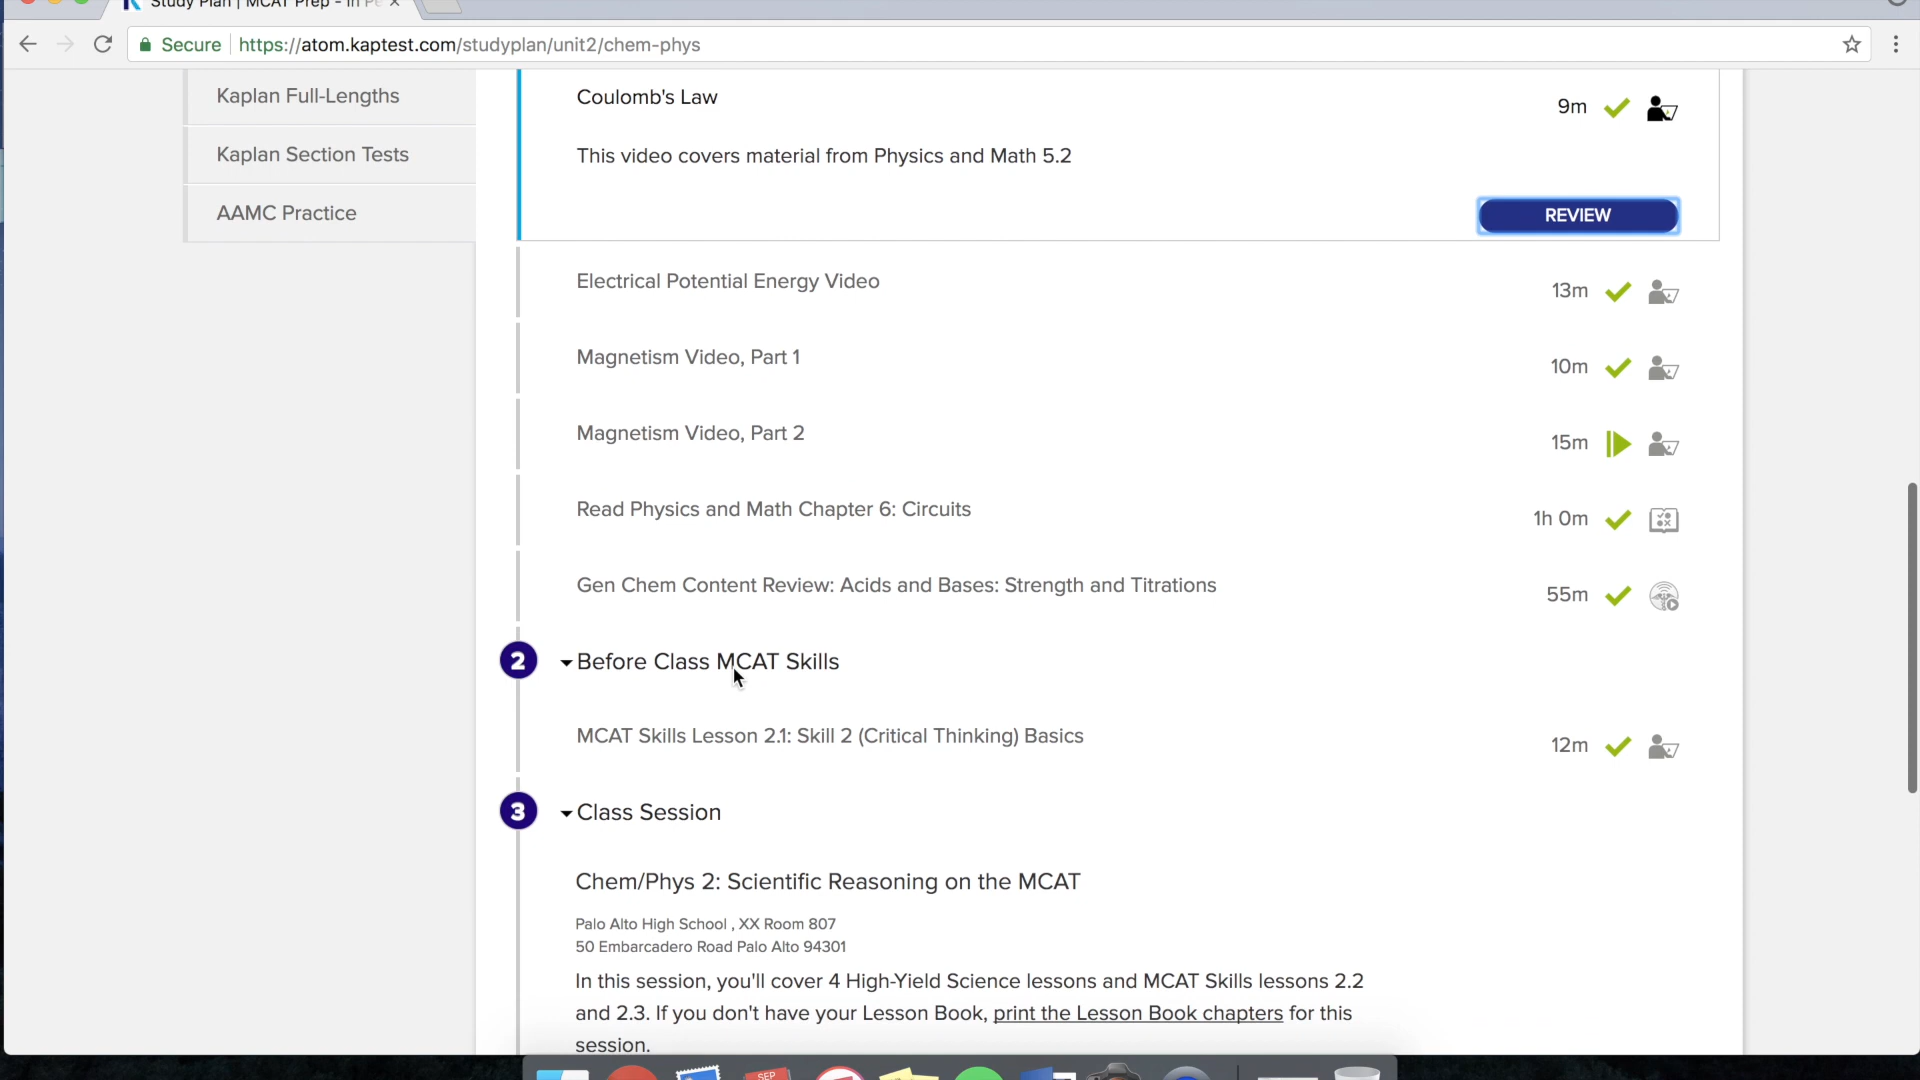 Study Plan | MCAT Prep - In Pe
Secure https://atom.kaptest.com/studyplan/unit2/chem-phys
Kaplan Full-Lengths
Kaplan Section Tests
AAMC Practice
Coulomb's Law
9m
This video covers material from Physics and Math 5.2
REVIEW
Electrical Potential Energy Video
13m
Magnetism Video, Part 1
10m
Magnetism Video, Part 2
15m
Read Physics and Math Chapter 6: Circuits
1h 0m
Gen Chem Content Review: Acids and Bases: Strength and Titrations
55m
2 Before Class MCAT Skills
MCAT Skills Lesson 2.1: Skill 2 (Critical Thinking) Basics
12m
3 Class Session
Chem/Phys 2: Scientific Reasoning on the MCAT
Palo Alto High School , XX Room 807
50 Embarcadero Road Palo Alto 94301
In this session, you'll cover 4 High-Yield Science lessons and MCAT Skills lessons 2.2
and 2.3. If you don't have your Lesson Book, print the Lesson Book chapters for this
session.
SEP